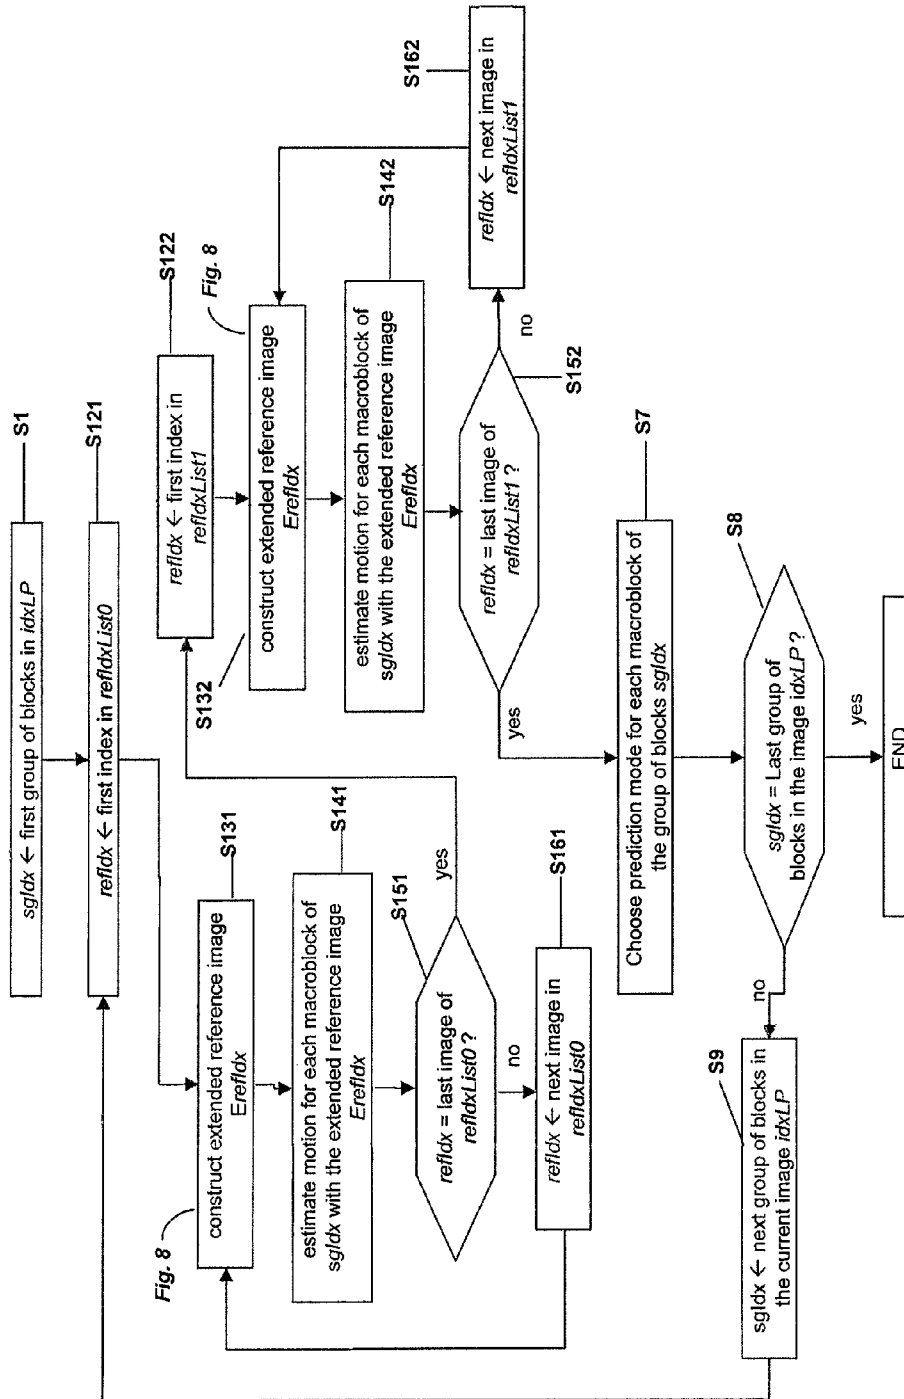 sgIdx ← first group of blocks in idxLP
S1
refIdx ← first index in refIdxList0
S121
Fig. 8
construct extended reference image
ErefIdx
S131
estimate motion for each macroblock of
sgIdx with the extended reference image
ErefIdx
S141
refIdx = last image of
refIdxList0 ?
S151
yes
no
refIdx ← next image in
refIdxList0
S161
refIdx ← first index in
refIdxList1
S122
Fig. 8
construct extended reference image
ErefIdx
S132
estimate motion for each macroblock of
sgIdx with the extended reference image
ErefIdx
S142
refIdx = last image of
refIdxList1 ?
S152
no
yes
refIdx ← next image in
refIdxList1
S162
Choose prediction mode for each macroblock of
the group of blocks sgIdx
S7
sgIdx = Last group of
blocks in the image idxLP ?
S8
no
yes
sgIdx ← next group of blocks in
the current image idxLP
S9
END